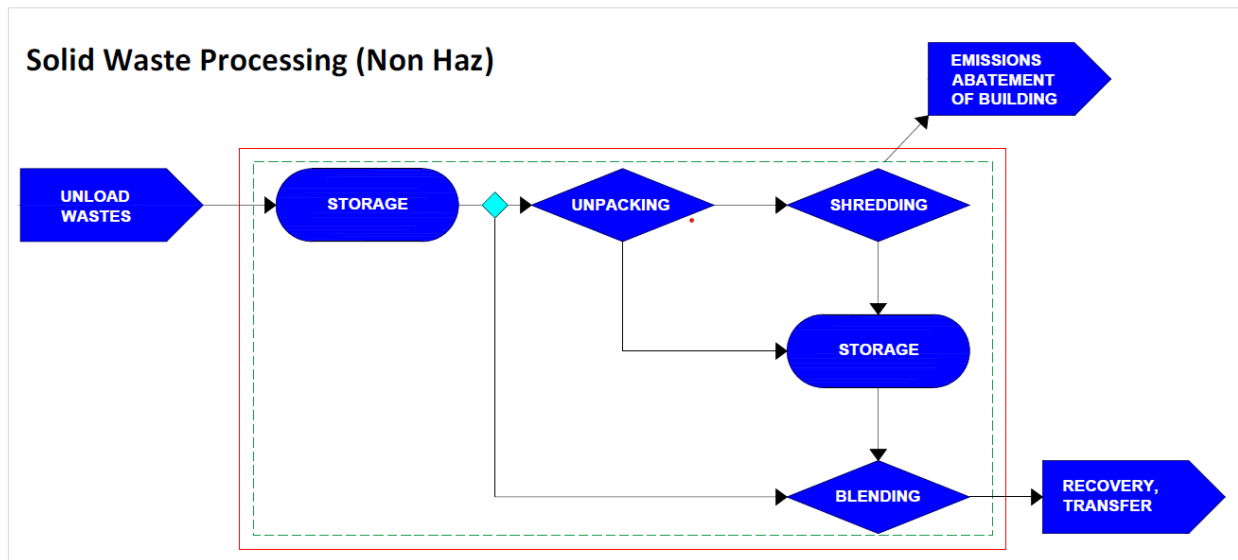 Solid Waste Processing (Non Haz)
EMISSIONS
ABATEMENT
OF BUILDING
UNLOAD
WASTES
STORAGE
UNPACKING
SHREDDING
STORAGE
BLENDING
RECOVERY,
TRANSFER